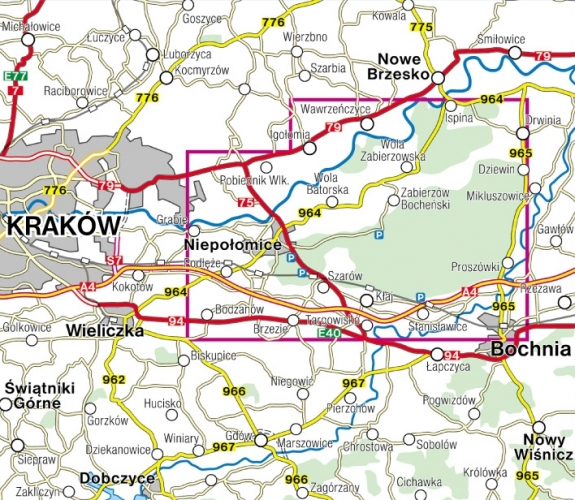 Goszyce
Kowala
Michałowice
776
775
Łuczyce
Wierzbno
Śmiłowice
Luborzyca
Nowe
Brzesko
79
E77
7
Kocmyrzów
Szarbia
Raciborowice
776
Wawrzeńczyce
964
Ispina
Igołomia
79
Drwinia
Wola
Zabierzowska
965
Pobiednik Wlk.
Wola
Batorska
Dziewin
776
79
75
Zabierzów
Bocheński
Mikluszowice
KRAKÓW
Grabie
964
Niepołomice
P
Gawłów
S7
Podłęże
P
Proszówki
A4
Kokotów
Szarów
A4
Rzezawa
964
Kłaj
P
P
94
Bodzanów
965
Wieliczka
Brzezie
Targowisko
Stanisławice
E40
Gólkowice
Bochnia
Biskupice
94
Łapczyca
962
Świątniki
Górne
966
Niegowić
967
Hucisko
Pierzchów
Pogwizdów
965
Gorzków
Winiary
Gdów
Marszowice
Nowy
Wiśnicz
Dziekanowice
967
Chrostowa
Sobolów
Siepraw
966
Dobczyce
Królówka
Zakliczyn
Zagórzany
Cichawka